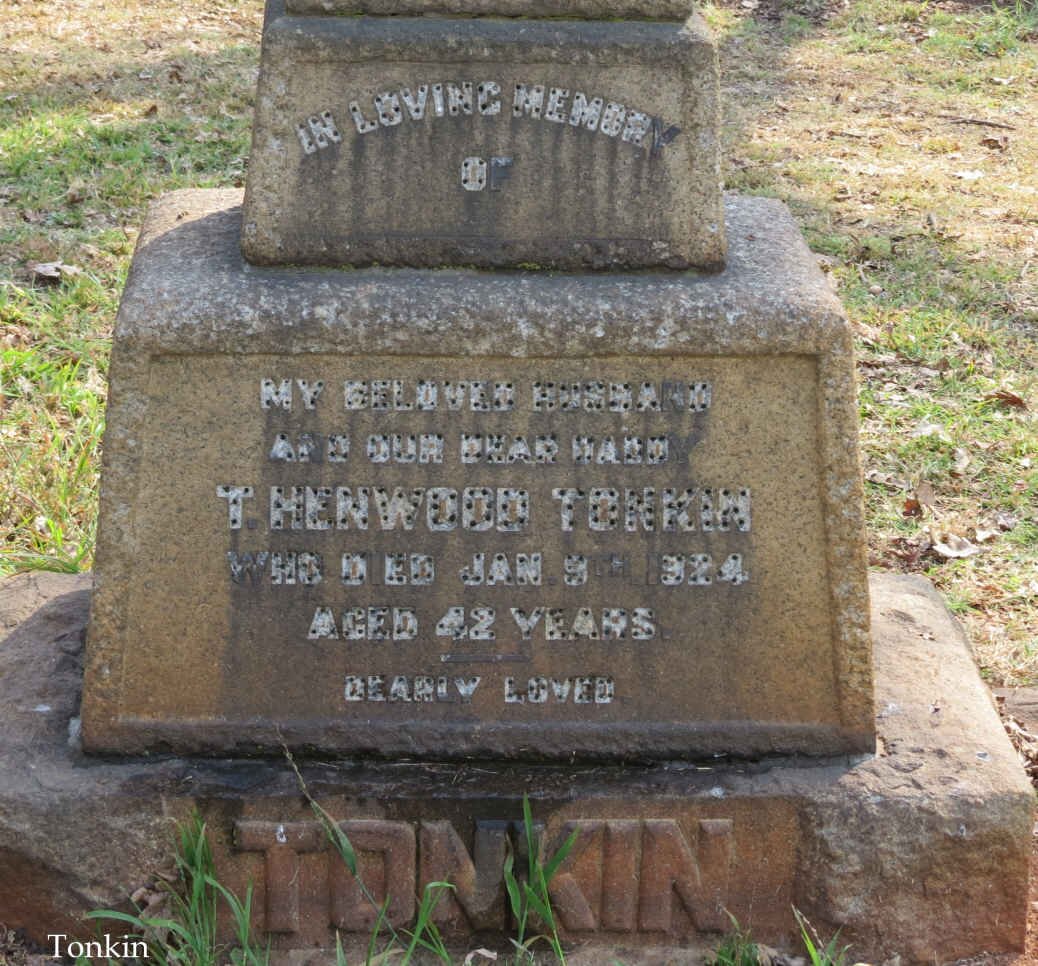 IN LOVING MEMORY
OF
MY BELOVED HUSBAND
AND OUR DEAR DADDY
T. HENWOOD TONKIN
WHO DIED JAN. 9TH. 1924.
AGED 42 YEARS.
DEARLY LOVED
TONKIN
Tonkin